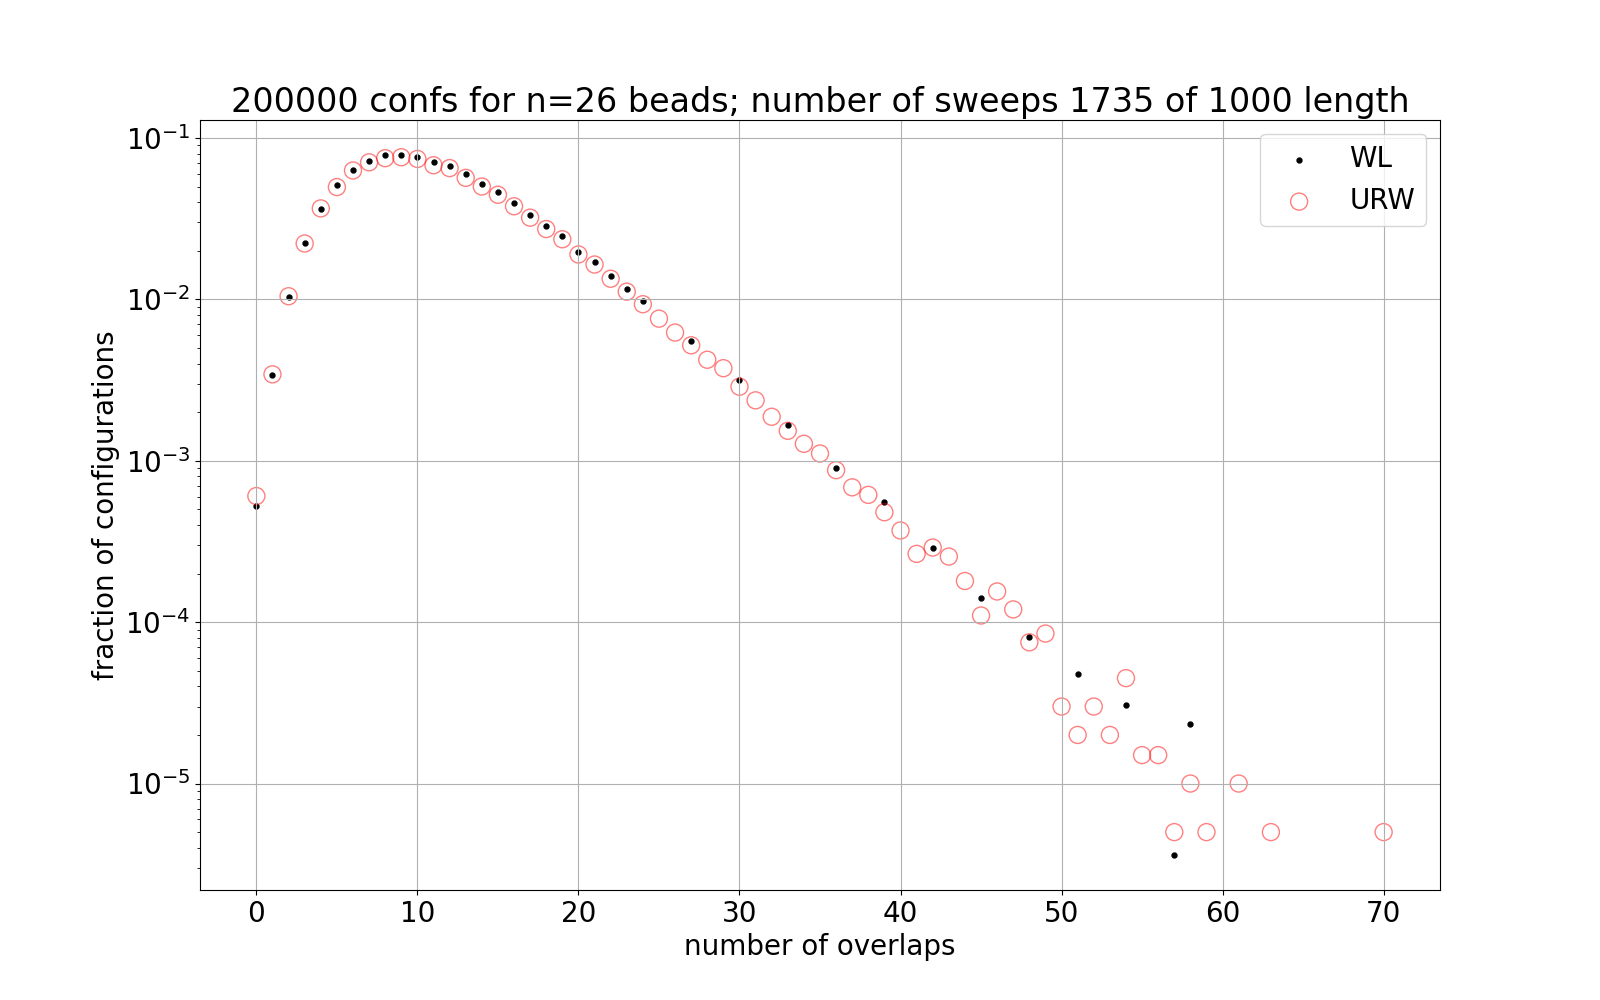 200000 confs for n=26 beads; number of sweeps 1735 of 1000 length
WL
URW
fraction of configurations
10⁻¹
10⁻²
10⁻³
10⁻⁴
10⁻⁵
0 10 20 30 40 50 60 70
number of overlaps